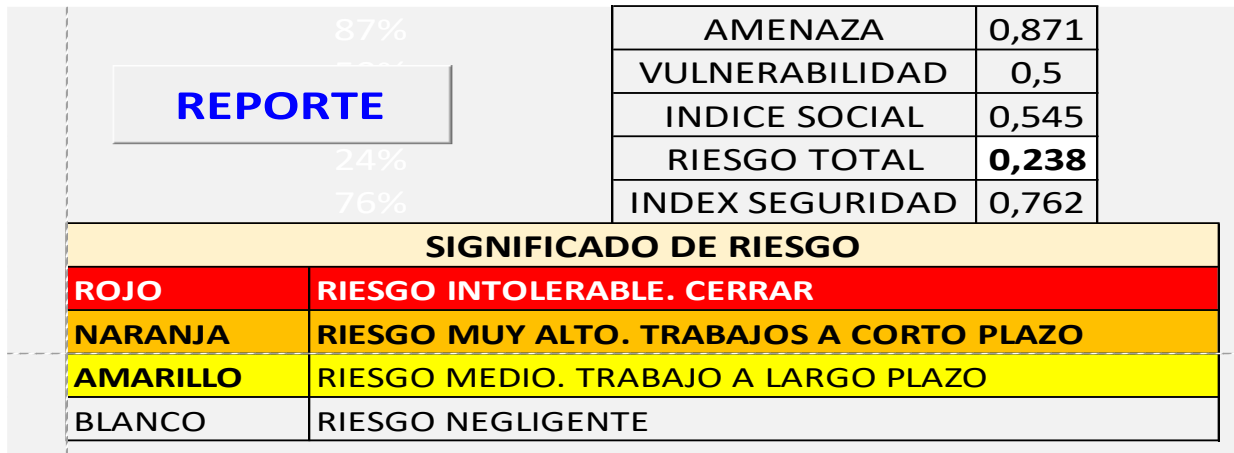 87% AMENAZA 0,871
VULNERABILIDAD 0,5
REPORTE INDICE SOCIAL 0,545
24% RIESGO TOTAL 0,238
76% INDEX SEGURIDAD 0,762
SIGNIFICADO DE RIESGO
ROJO RIESGO INTOLERABLE. CERRAR
NARANJA RIESGO MUY ALTO. TRABAJOS A CORTO PLAZO
AMARILLO RIESGO MEDIO. TRABAJO A LARGO PLAZO
BLANCO RIESGO NEGLIGENTE